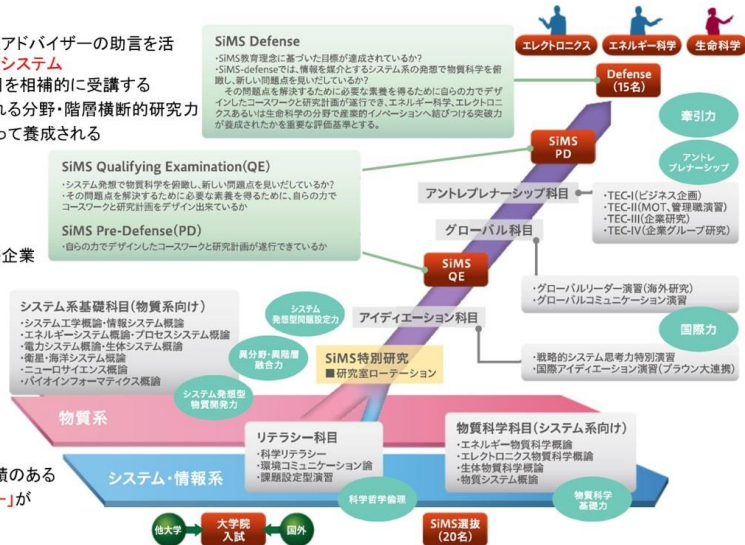 アドバイザーの助言を活
システム
目を相補的に受講する
れる分野・階層横断的研究力
って養成される
企業
績のある
ー」が
SiMS Defense
・SiMS教育理念に基づいた目標が達成されているか?
・SiMS-defenseでは、情報を媒介とするシステム系の発想で物質科学を俯
瞰し、新しい問題点を見いだしているか?
その問題点を解決するために必要な素養を得るために自らの力でデ
ザインしたコースワークと研究計画が遂行でき、エネルギー科学、エレクトロニ
クスあるいは生命科学の分野で産業的イノベーションへ結びつける突破力
が養成されたかを重要な評価基準とする。
エレクトロニクス
エネルギー科学
生命科学
Defense
(15名)
牽引力
SiMS
PD
アントレ
プレナーシップ
SiMS Qualifying Examination(QE)
・システム発想で物質科学を俯瞰し、新しい問題点を見いだしているか?
・その問題点を解決するために必要な素養を得るために、自らの力で
コースワークと研究計画をデザイン出来ているか
SiMS Pre-Defense(PD)
・自らの力でデザインしたコースワークと研究計画が遂行できているか
アントレプレナーシップ科目
・TEC-I(ビジネス企画)
・TEC-II(MOT、管理職演習)
・TEC-III(企業研究)
・TEC-IV(企業グループ研究)
グローバル科目
SiMS
QE
・グローバルリーダー演習(海外研究)
・グローバルコミュニケーション演習
国際力
アイディエーション科目
・戦略的システム思考力特別演習
・国際アイディエーション演習(ブラウン大連携)
システム系基礎科目(物質系向け)
・システム工学概論・情報システム概論
・エネルギーシステム概論・プロセスシステム概論
・電力システム概論・生体システム概論
・衛星・海洋システム概論
・ニューロサイエンス概論
・バイオインフォーマティクス概論
システム
発想型問題設定力
異分野・異階層
融合力
システム発想型
物質開発力
SiMS特別研究
■研究室ローテーション
物質系
リテラシー科目
・科学リテラシー
・環境コミュニケーション論
・課題設定型演習
物質科学科目(システム系向け)
・エネルギー物質科学概論
・エレクトロニクス物質科学概論
・生体物質科学概論
・物質システム概論
システム・情報系
科学哲学倫理
物質科学
基礎力
他大学
大学院
入試
国外
SiMS選抜
(20名)